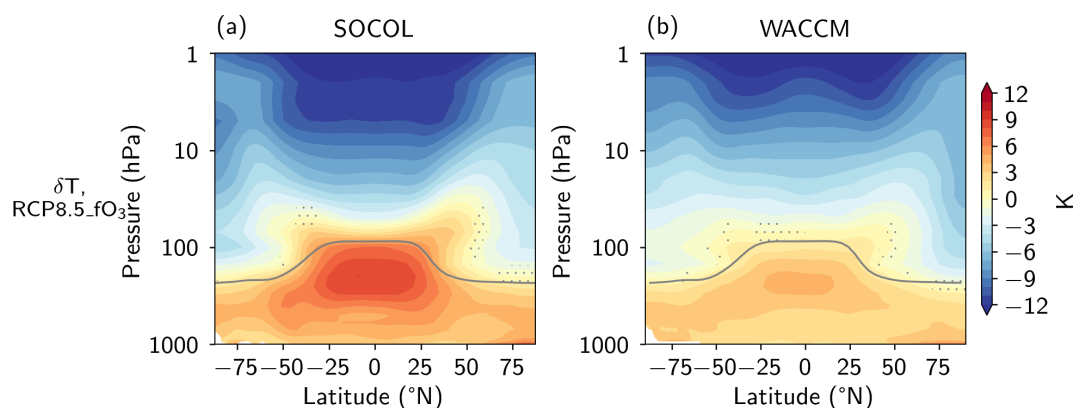 (a) SOCOL
(b) WACCM
δT,
RCP8.5_fO₃
Pressure (hPa)
1
10
100
1000
−75 −50 −25 0 25 50 75
Latitude (°N)
Pressure (hPa)
1
10
100
1000
−75 −50 −25 0 25 50 75
Latitude (°N)
12
9
6
3
0
−3
−6
−9
−12
K